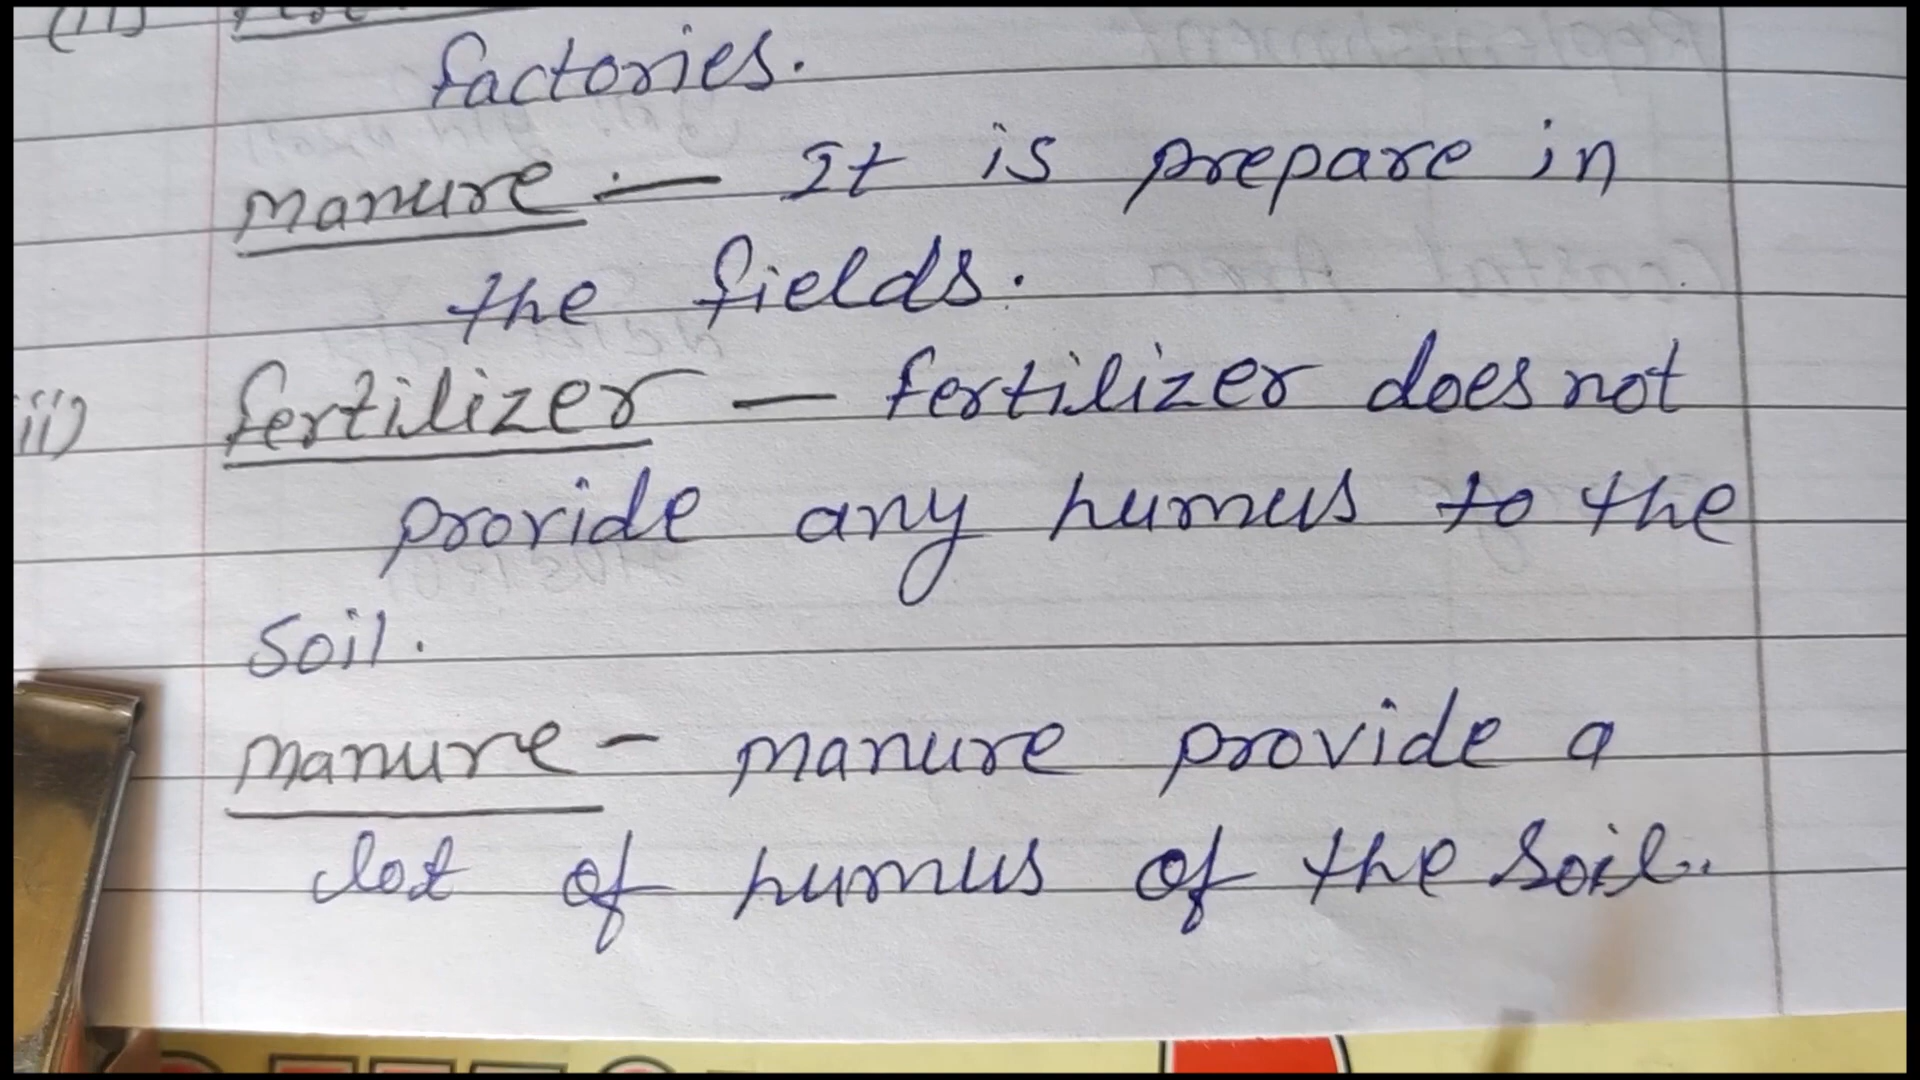 factories.
manure :— It is prepare in
the fields.
ii) fertilizer — fertilizer does not
provide any humus to the
soil.
manure - manure provide a
lot of humus of the soil.